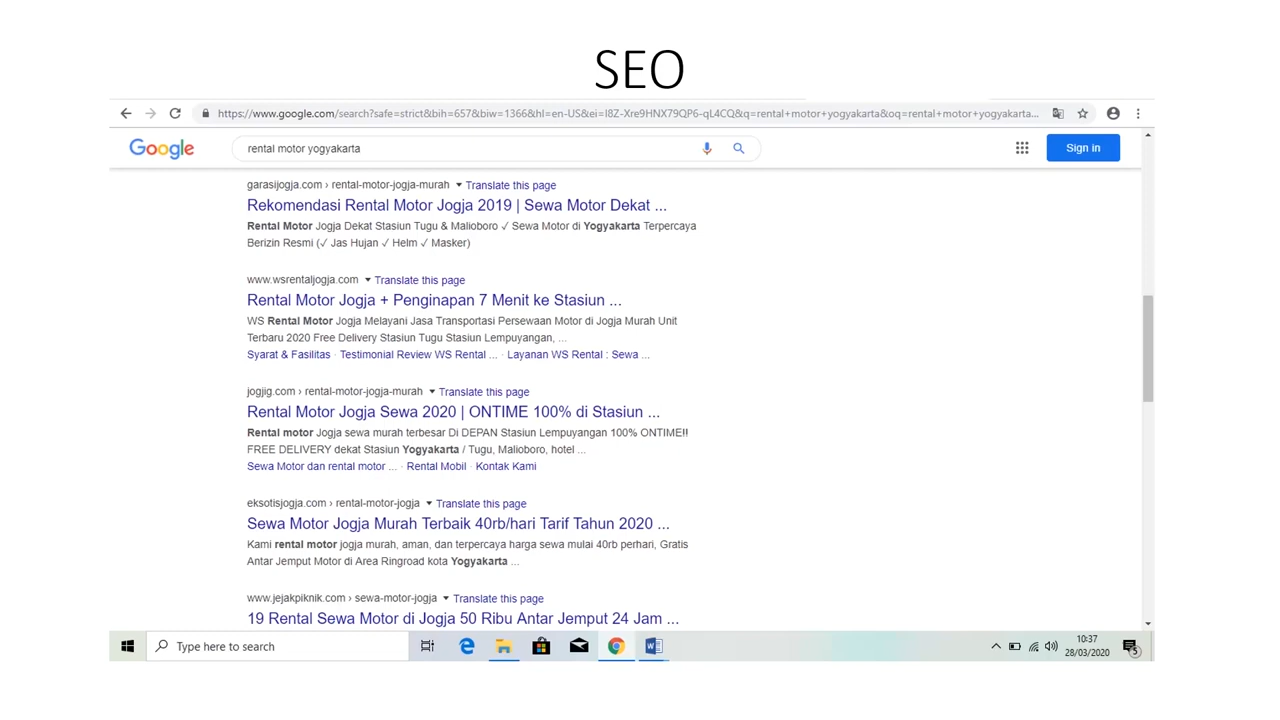 SEO
https://www.google.com/search?safe=strict&bih=657&biw=1366&hl=en-US&ei=I8Z-Xre9HNX79QP6-qL4CQ&q=rental+motor+yogyakarta&oq=rental+motor+yogyakarta...
Google
rental motor yogyakarta
Sign in
garasijogja.com › rental-motor-jogja-murah ▼ Translate this page
Rekomendasi Rental Motor Jogja 2019 | Sewa Motor Dekat ...
Rental Motor Jogja Dekat Stasiun Tugu & Malioboro ✓ Sewa Motor di Yogyakarta Terpercaya
Berizin Resmi (✓ Jas Hujan ✓ Helm ✓ Masker)
www.wsrentaljogja.com ▼ Translate this page
Rental Motor Jogja + Penginapan 7 Menit ke Stasiun ...
WS Rental Motor Jogja Melayani Jasa Transportasi Persewaan Motor di Jogja Murah Unit
Terbaru 2020 Free Delivery Stasiun Tugu Stasiun Lempuyangan, ...
Syarat & Fasilitas · Testimonial Review WS Rental ... · Layanan WS Rental : Sewa ...
jogjig.com › rental-motor-jogja-murah ▼ Translate this page
Rental Motor Jogja Sewa 2020 | ONTIME 100% di Stasiun ...
Rental motor Jogja sewa murah terbesar Di DEPAN Stasiun Lempuyangan 100% ONTIME!!
FREE DELIVERY dekat Stasiun Yogyakarta / Tugu, Malioboro, hotel ...
Sewa Motor dan rental motor ... · Rental Mobil · Kontak Kami
eksotisjogja.com › rental-motor-jogja ▼ Translate this page
Sewa Motor Jogja Murah Terbaik 40rb/hari Tarif Tahun 2020 ...
Kami rental motor jogja murah, aman, dan terpercaya harga sewa mulai 40rb perhari, Gratis
Antar Jemput Motor di Area Ringroad kota Yogyakarta ...
www.jejakpiknik.com › sewa-motor-jogja ▼ Translate this page
19 Rental Sewa Motor di Jogja 50 Ribu Antar Jemput 24 Jam ...
Type here to search
10:37
28/03/2020
5